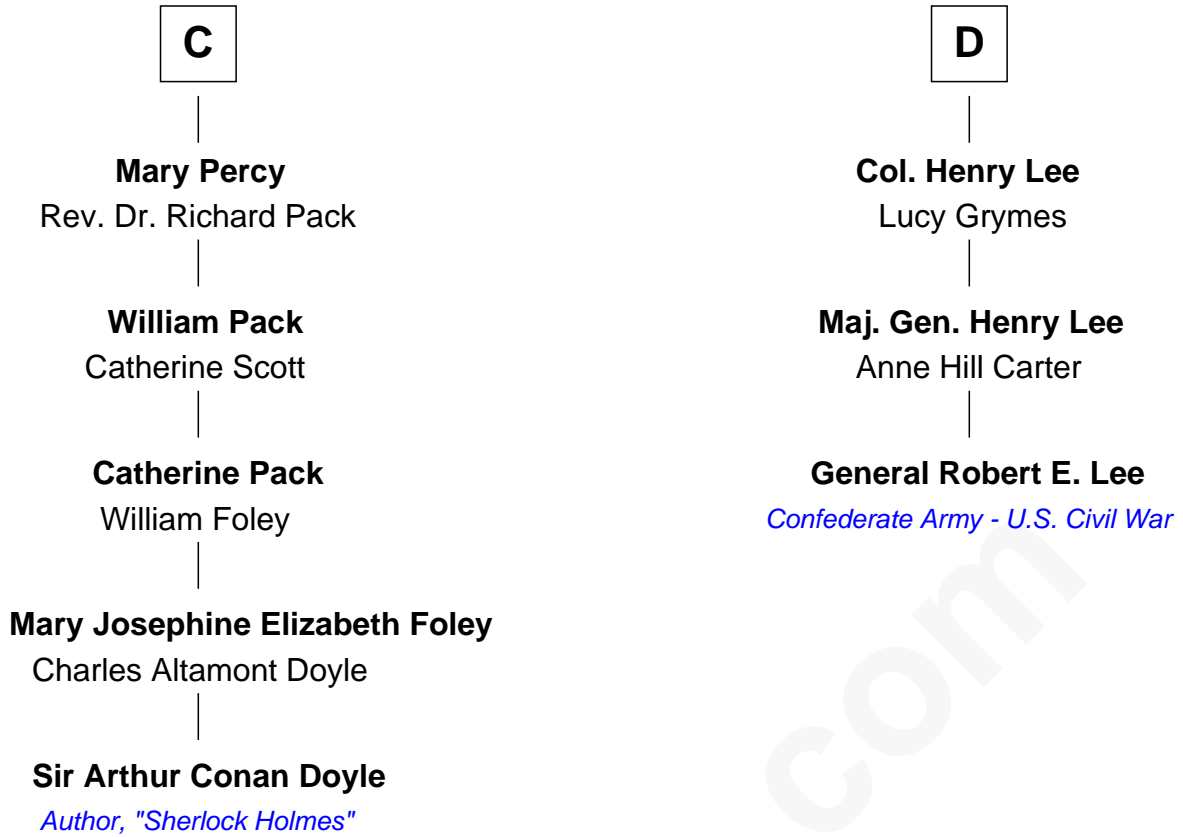 C
Mary Percy
Rev. Dr. Richard Pack
William Pack
Catherine Scott
Catherine Pack
William Foley
Mary Josephine Elizabeth Foley
Charles Altamont Doyle
Sir Arthur Conan Doyle
Author, "Sherlock Holmes"
D
Col. Henry Lee
Lucy Grymes
Maj. Gen. Henry Lee
Anne Hill Carter
General Robert E. Lee
Confederate Army - U.S. Civil War
com